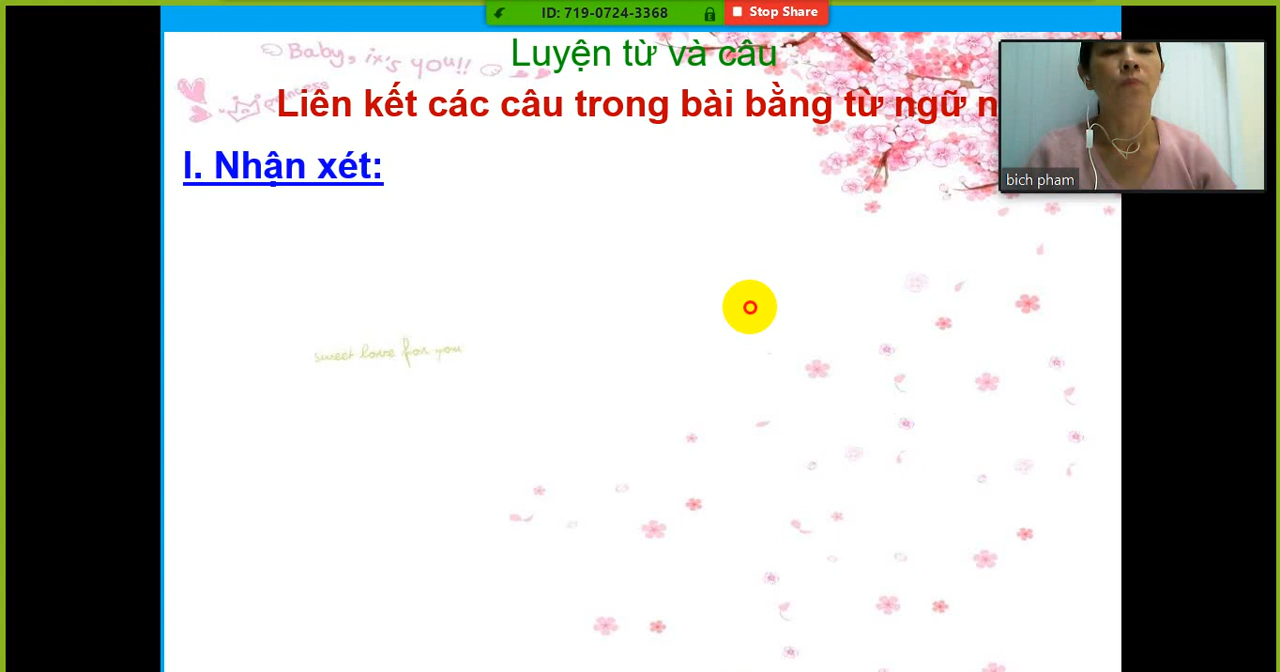 ID: 719-0724-3368
Stop Share
Baby, it's you!!
Luyện từ và câu
princess
Liên kết các câu trong bài bằng từ ngữ n
bich pham
I. Nhận xét:
sweet love for you